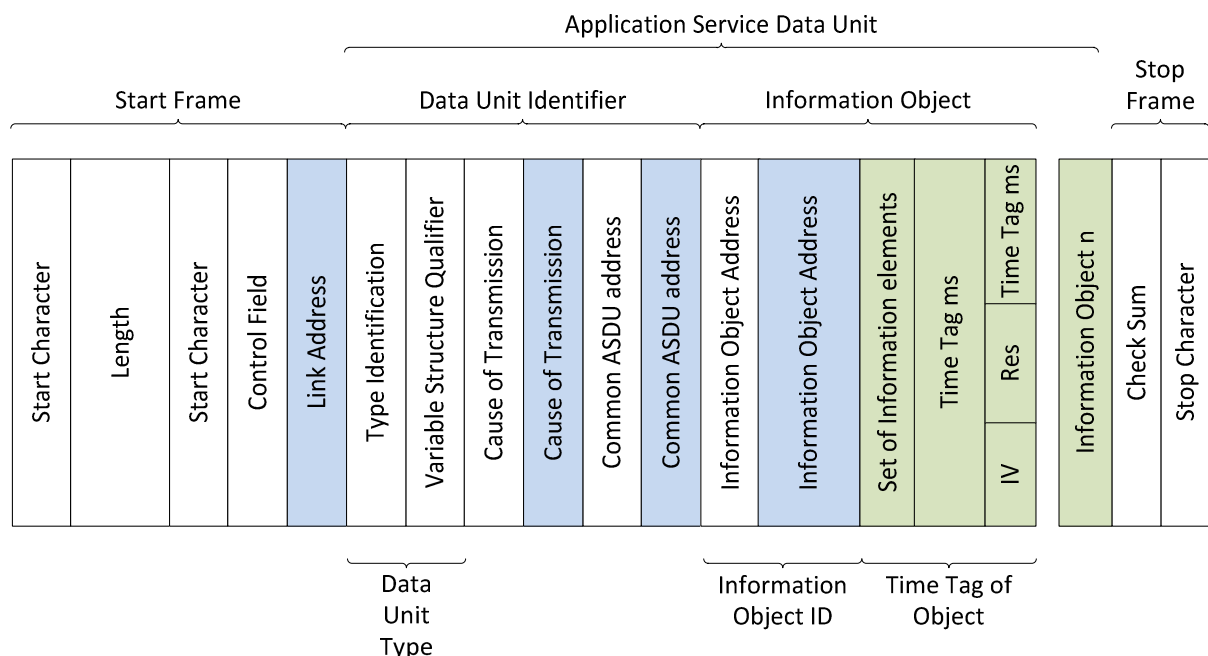 Application Service Data Unit
Start Frame
Data Unit Identifier
Information Object
Stop
Frame
Start Character
Length
Start Character
Control Field
Link Address
Type Identification
Variable Structure Qualifier
Cause of Transmission
Cause of Transmission
Common ASDU address
Common ASDU address
Information Object Address
Information Object Address
Set of Information elements
Time Tag ms
Time Tag ms
Res
IV
Information Object n
Check Sum
Stop Character
Data
Unit
Type
Information
Object ID
Time Tag of
Object